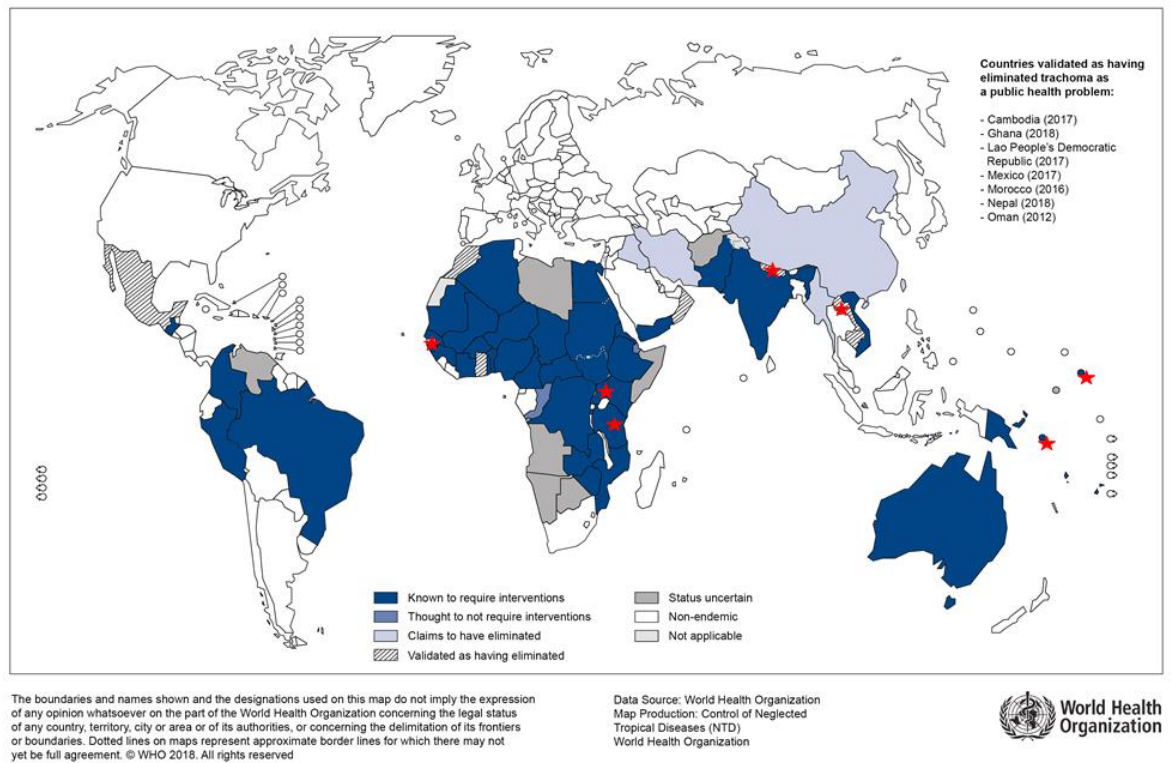 Countries validated as having
eliminated trachoma as
a public health problem:
- Cambodia (2017)
- Ghana (2018)
- Lao People's Democratic
Republic (2017)
- Mexico (2017)
- Morocco (2016)
- Nepal (2018)
- Oman (2012)
Known to require interventions
Thought to not require interventions
Claims to have eliminated
Validated as having eliminated
Status uncertain
Non-endemic
Not applicable
The boundaries and names shown and the designations used on this map do not imply the expression
of any opinion whatsoever on the part of the World Health Organization concerning the legal status
of any country, territory, city or area or of its authorities, or concerning the delimitation of its frontiers
or boundaries. Dotted lines on maps represent approximate border lines for which there may not
yet be full agreement. © WHO 2018. All rights reserved
Data Source: World Health Organization
Map Production: Control of Neglected
Tropical Diseases (NTD)
World Health Organization
World Health
Organization